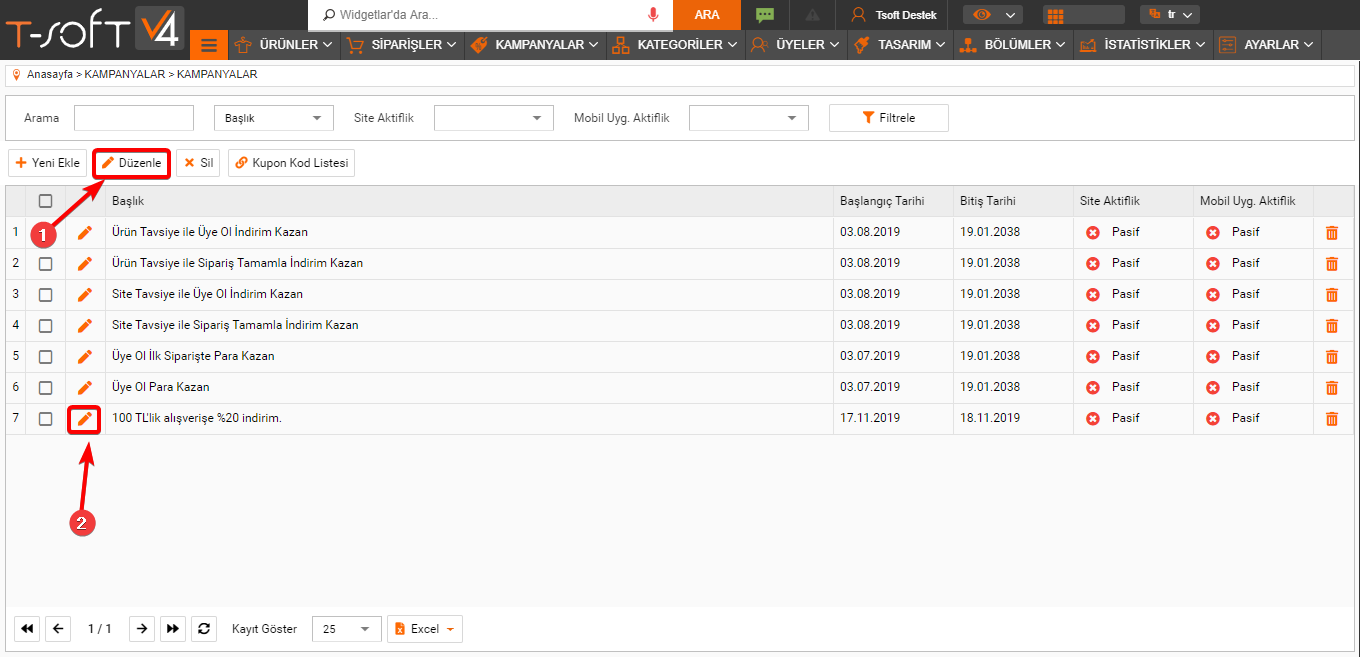 T-SOFT V4
Widgetlar'da Ara...
ARA
Tsoft Destek
tr
ÜRÜNLER
SİPARİŞLER
KAMPANYALAR
KATEGORİLER
ÜYELER
TASARIM
BÖLÜMLER
İSTATİSTİKLER
AYARLAR
Anasayfa > KAMPANYALAR > KAMPANYALAR
Arama Başlık Site Aktiflik Mobil Uyg. Aktiflik Filtrele
Yeni Ekle Düzenle Sil Kupon Kod Listesi
Başlık Başlangıç Tarihi Bitiş Tarihi Site Aktiflik Mobil Uyg. Aktiflik
1 1 Ürün Tavsiye ile Üye Ol İndirim Kazan 03.08.2019 19.01.2038 Pasif Pasif
2 Ürün Tavsiye ile Sipariş Tamamla İndirim Kazan 03.08.2019 19.01.2038 Pasif Pasif
3 Site Tavsiye ile Üye Ol İndirim Kazan 03.08.2019 19.01.2038 Pasif Pasif
4 Site Tavsiye ile Sipariş Tamamla İndirim Kazan 03.08.2019 19.01.2038 Pasif Pasif
5 Üye Ol İlk Siparişte Para Kazan 03.07.2019 19.01.2038 Pasif Pasif
6 Üye Ol Para Kazan 03.07.2019 19.01.2038 Pasif Pasif
7 100 TL'lik alışverişe %20 indirim. 17.11.2019 18.11.2019 Pasif Pasif
2
1 / 1 Kayıt Göster 25 Excel